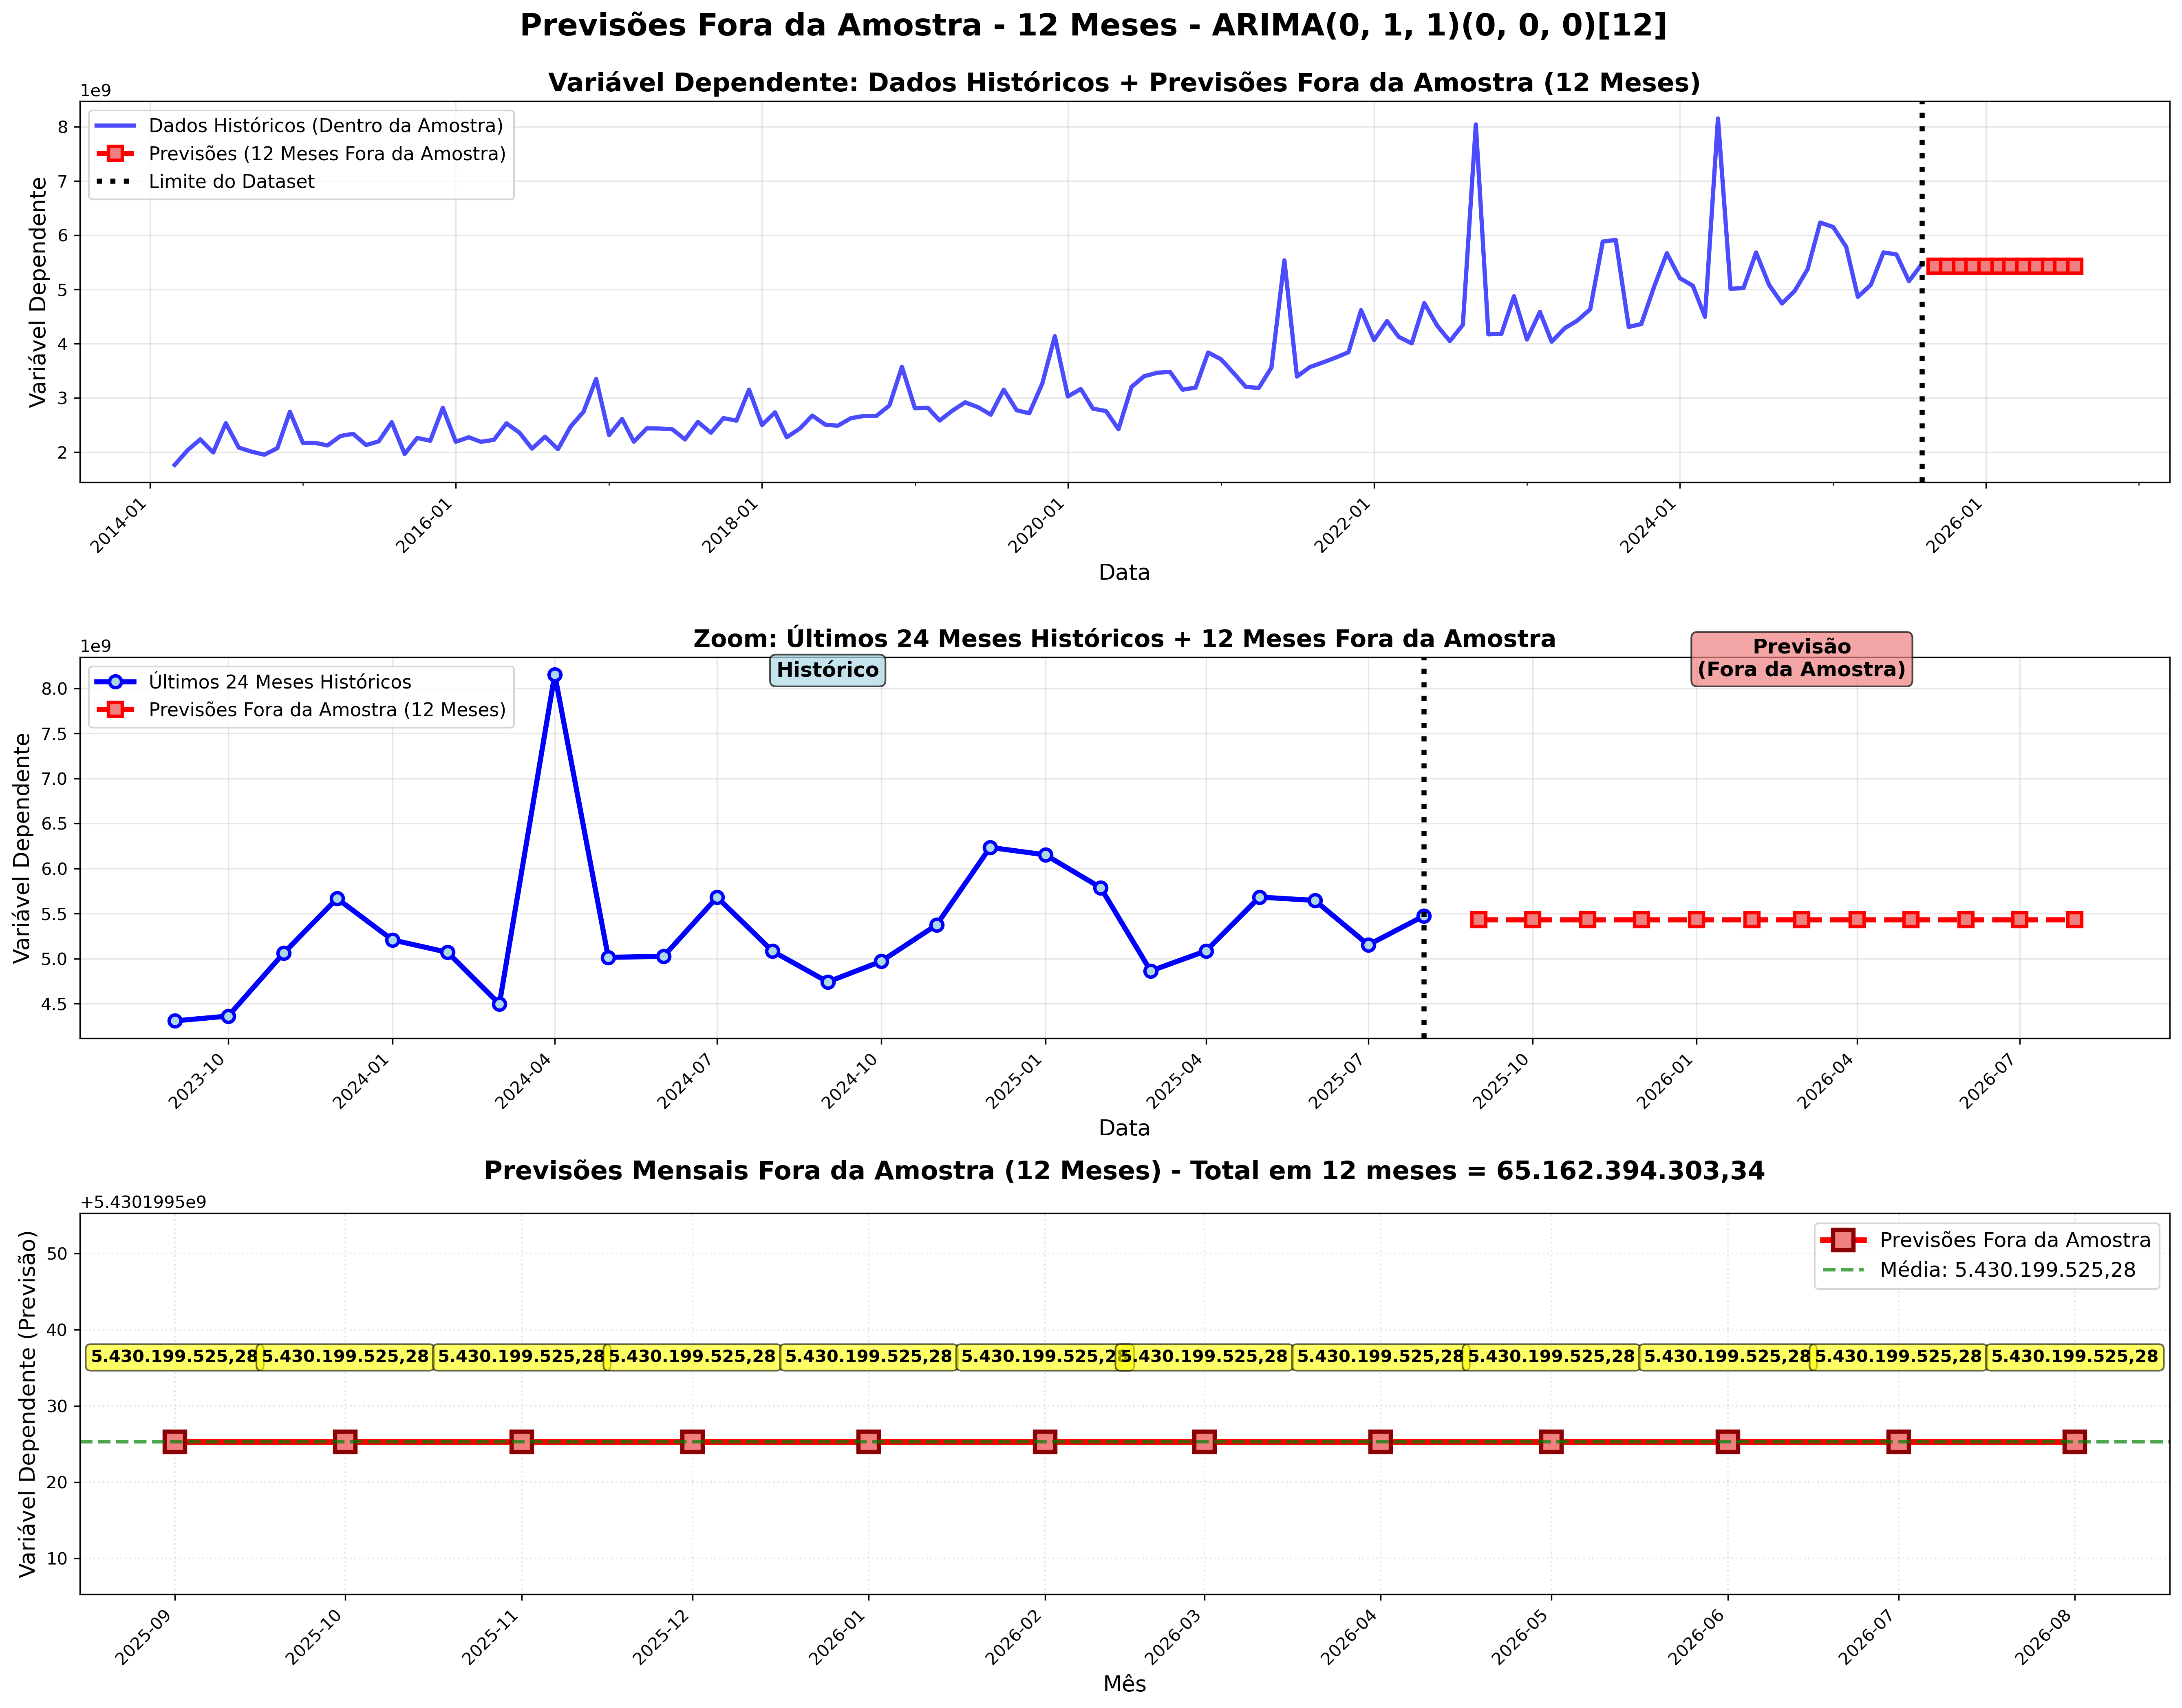 Previsões Fora da Amostra - 12 Meses - ARIMA(0, 1, 1)(0, 0, 0)[12]
Variável Dependente: Dados Históricos + Previsões Fora da Amostra (12 Meses)
1e9
Dados Históricos (Dentro da Amostra)
Previsões (12 Meses Fora da Amostra)
Limite do Dataset
Variável Dependente
8
7
6
5
4
3
2
2014-01
2016-01
2018-01
2020-01
2022-01
2024-01
2026-01
Data
Zoom: Últimos 24 Meses Históricos + 12 Meses Fora da Amostra
1e9
Últimos 24 Meses Históricos
Previsões Fora da Amostra (12 Meses)
Histórico
Previsão
(Fora da Amostra)
Variável Dependente
8.0
7.5
7.0
6.5
6.0
5.5
5.0
4.5
2023-10
2024-01
2024-04
2024-07
2024-10
2025-01
2025-04
2025-07
2025-10
2026-01
2026-04
2026-07
Data
Previsões Mensais Fora da Amostra (12 Meses) - Total em 12 meses = 65.162.394.303,34
+5.4301995e9
Previsões Fora da Amostra
Média: 5.430.199.525,28
Variável Dependente (Previsão)
50
40
30
20
10
5.430.199.525,28
5.430.199.525,28
5.430.199.525,28
5.430.199.525,28
5.430.199.525,28
5.430.199.525,28
5.430.199.525,28
5.430.199.525,28
5.430.199.525,28
5.430.199.525,28
5.430.199.525,28
5.430.199.525,28
2025-09
2025-10
2025-11
2025-12
2026-01
2026-02
2026-03
2026-04
2026-05
2026-06
2026-07
2026-08
Mês